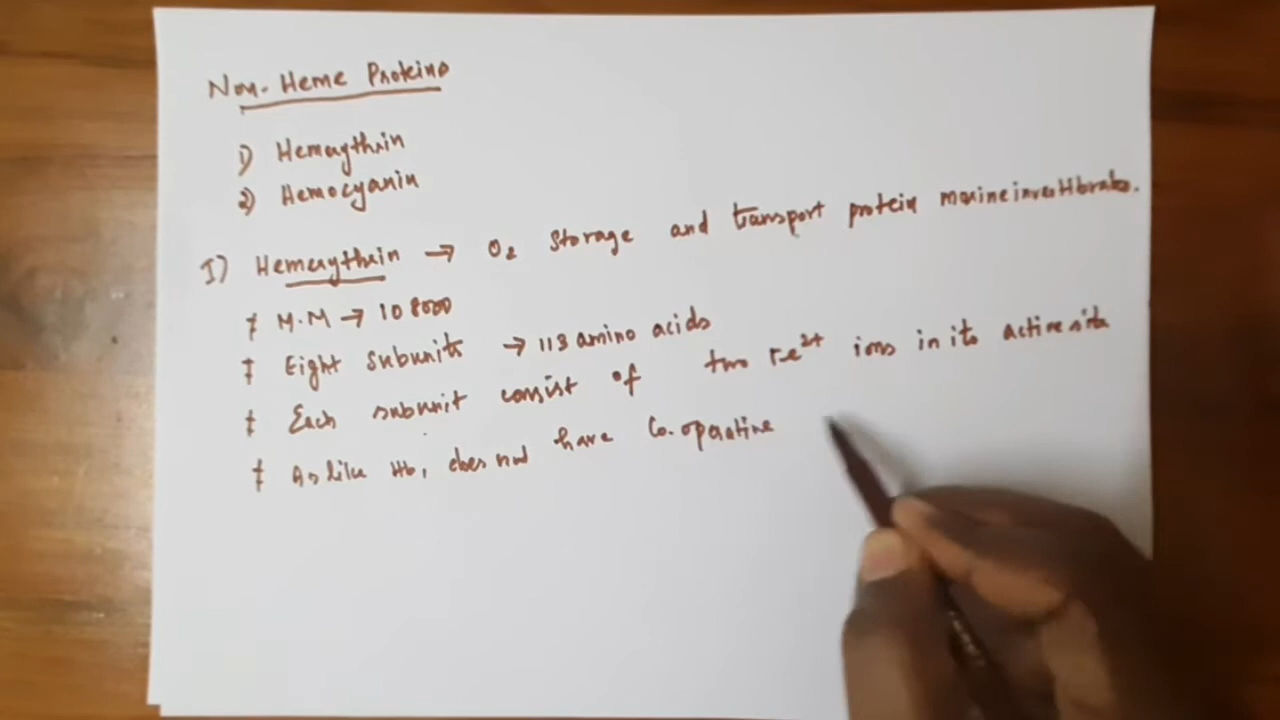 Non-Heme Proteins
1) Hemerythrin
2) Hemocyanin
I) Hemerythrin → O₂ storage and transport protein marine invertibrates.
ⵊ M.M → 108000
ⵊ Eight subunits → 113 amino acids
ⵊ Each subunit consist of two Fe²⁺ ions in its active site
ⵊ As like Hb, does not have Co-operative